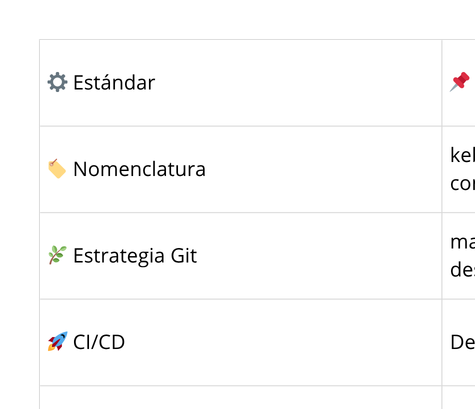 ⚙️ Estándar 📌
🏷️ Nomenclatura
🌿 Estrategia Git
🚀 CI/CD